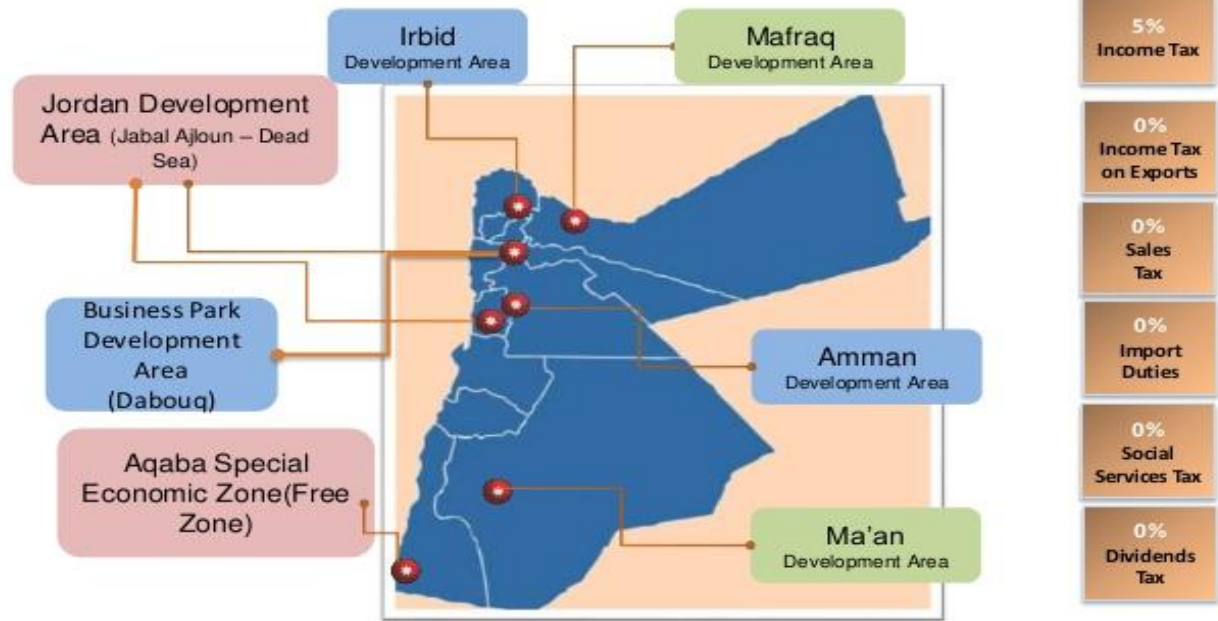 Irbid
Development Area
Mafraq
Development Area
Jordan Development
Area (Jabal Ajloun – Dead
Sea)
Business Park
Development
Area
(Dabouq)
Amman
Development Area
Aqaba Special
Economic Zone(Free
Zone)
Ma'an
Development Area
5%
Income Tax
0%
Income Tax
on Exports
0%
Sales
Tax
0%
Import
Duties
0%
Social
Services Tax
0%
Dividends
Tax